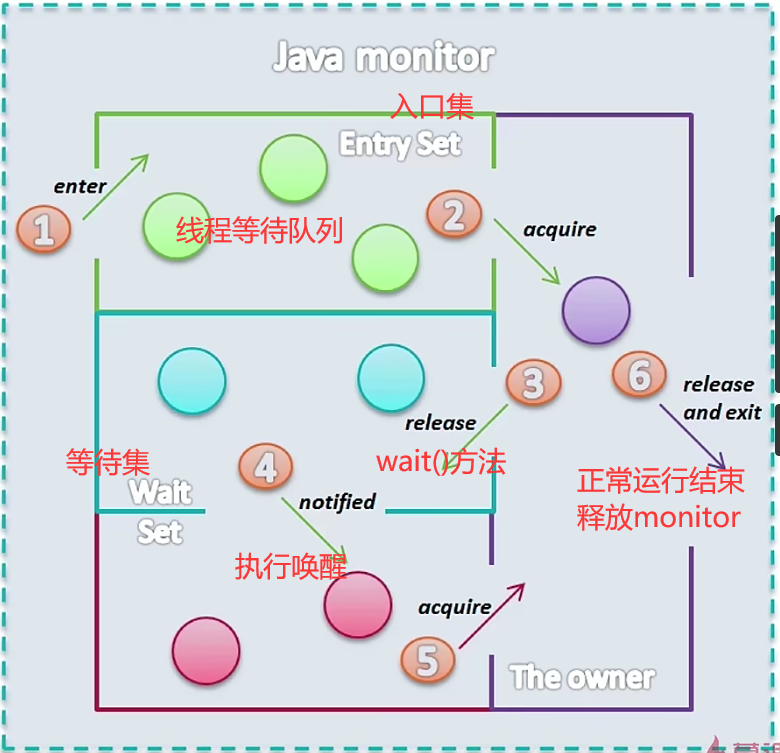 Java monitor
入口集
Entry Set
enter
1
线程等待队列
2
acquire
3
6
release
and exit
release
等待集
4
wait()方法
Wait
Set
notified
正常运行结束
释放monitor
执行唤醒
acquire
5
The owner